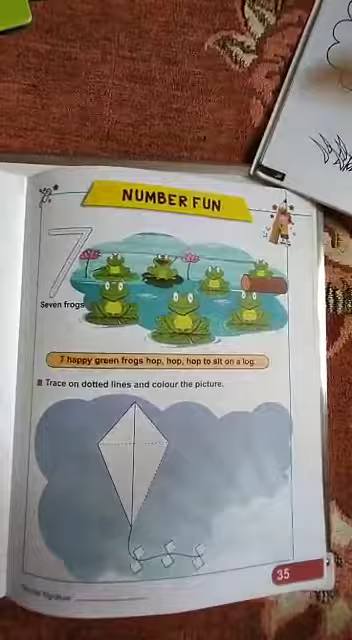 NUMBER FUN
7
Seven frogs
7 happy green frogs hop, hop, hop to sit on a log.
Trace on dotted lines and colour the picture.
35